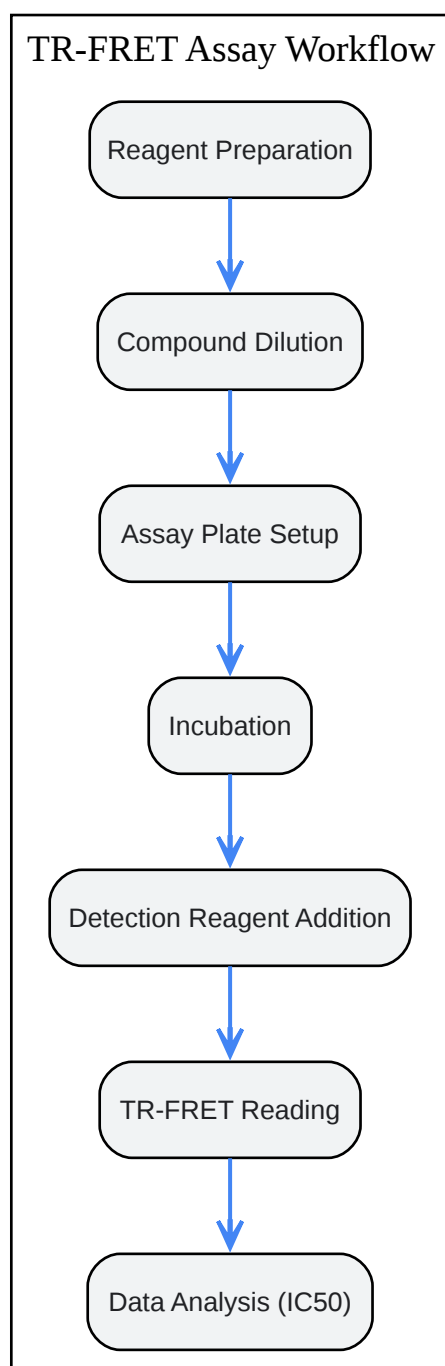 TR-FRET Assay Workflow
Reagent Preparation
Compound Dilution
Assay Plate Setup
Incubation
Detection Reagent Addition
TR-FRET Reading
Data Analysis (IC50)